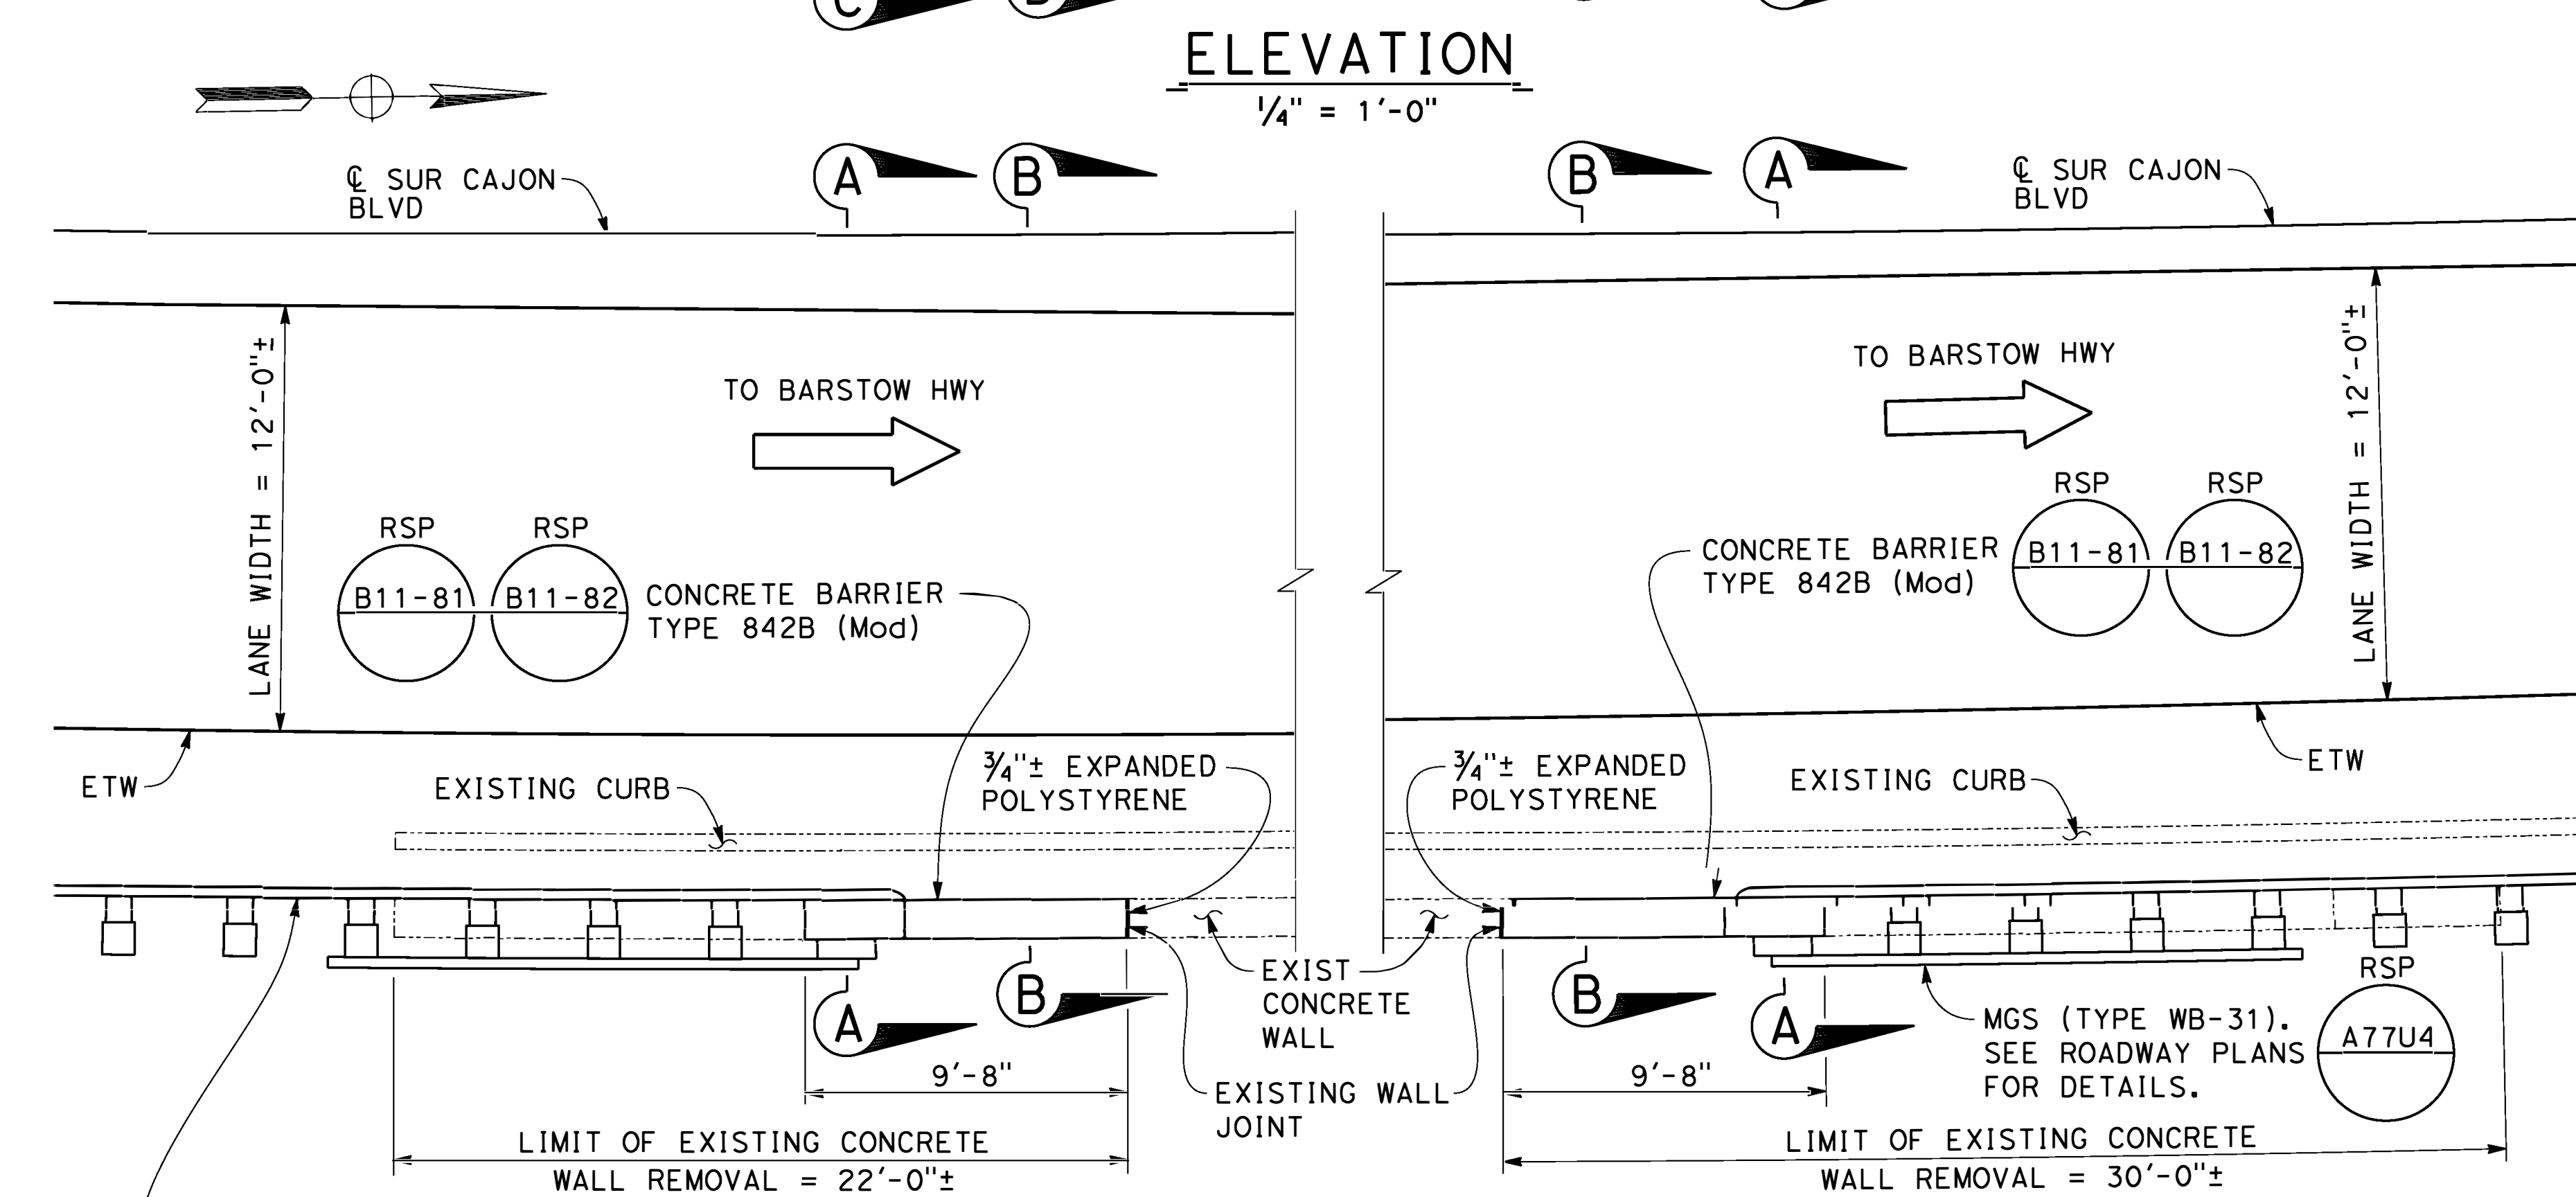 C
ELEVATION
1/4" = 1'-0"
A
B
B
A
℄ SUR CAJON
BLVD
℄ SUR CAJON
BLVD
LANE WIDTH = 12'-0"±
LANE WIDTH = 12'-0"±
TO BARSTOW HWY
TO BARSTOW HWY
RSP
RSP
B11-81
B11-82
CONCRETE BARRIER
TYPE 842B (Mod)
CONCRETE BARRIER
TYPE 842B (Mod)
RSP
RSP
B11-81
B11-82
ETW
EXISTING CURB
3/4"± EXPANDED
POLYSTYRENE
3/4"± EXPANDED
POLYSTYRENE
EXISTING CURB
ETW
A
B
EXIST
CONCRETE
WALL
B
A
MGS (TYPE WB-31).
SEE ROADWAY PLANS
FOR DETAILS.
RSP
A77U4
9'-8"
EXISTING WALL
JOINT
9'-8"
LIMIT OF EXISTING CONCRETE
WALL REMOVAL = 22'-0"±
LIMIT OF EXISTING CONCRETE
WALL REMOVAL = 30'-0"±